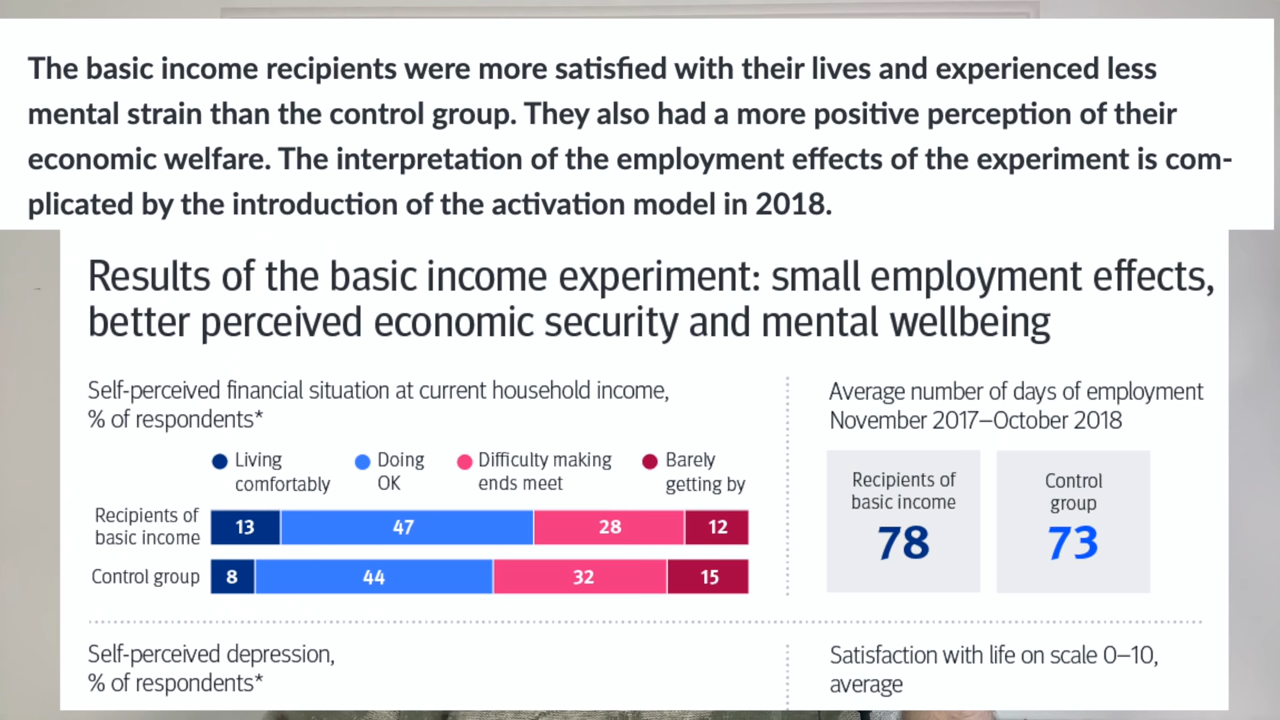 The basic income recipients were more satisfied with their lives and experienced less
mental strain than the control group. They also had a more positive perception of their
economic welfare. The interpretation of the employment effects of the experiment is com-
plicated by the introduction of the activation model in 2018.
Results of the basic income experiment: small employment effects,
better perceived economic security and mental wellbeing
Self-perceived financial situation at current household income,
% of respondents*
Living
comfortably
Doing
OK
Difficulty making
ends meet
Barely
getting by
Recipients of
basic income
13 47 28 12
Control group
8 44 32 15
Average number of days of employment
November 2017–October 2018
Recipients of
basic income
78
Control
group
73
Self-perceived depression,
% of respondents*
Satisfaction with life on scale 0–10,
average